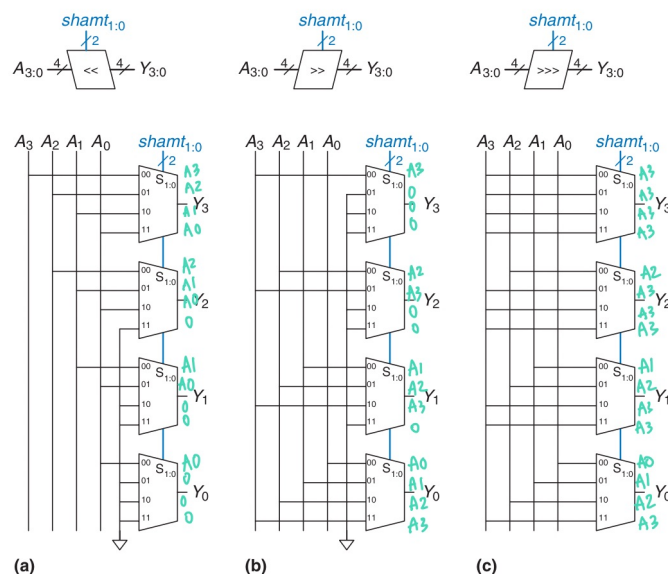 shamt1:0
2
A3:0 4 << 4 Y3:0
A3 A2 A1 A0 shamt1:0
2
S1:0
00 A3
01 A2
Y3
10 A1
11 A0
S1:0
00 A2
01 A1
Y2
10 A0
11 0
S1:0
00 A1
01 A0
Y1
10 0
11 0
S1:0
00 A0
01 0
Y0
10 0
11 0
(a)
shamt1:0
2
A3:0 4 >> 4 Y3:0
A3 A2 A1 A0 shamt1:0
2
S1:0
00 A3
01 0
Y3
10 0
11 0
S1:0
00 A2
01 A3
Y2
10 0
11 0
S1:0
00 A1
01 A2
Y1
10 A3
11 0
S1:0
00 A0
01 A1
Y0
10 A2
11 A3
(b)
shamt1:0
2
A3:0 4 >>> 4 Y3:0
A3 A2 A1 A0 shamt1:0
2
S1:0
00 A3
01 A3
Y3
10 A3
11 A3
S1:0
00 A2
01 A3
Y2
10 A3
11 A3
S1:0
00 A1
01 A2
Y1
10
11 A3
S1:0
00 A0
01 A1
Y0
10 A2
11 A3
(c)